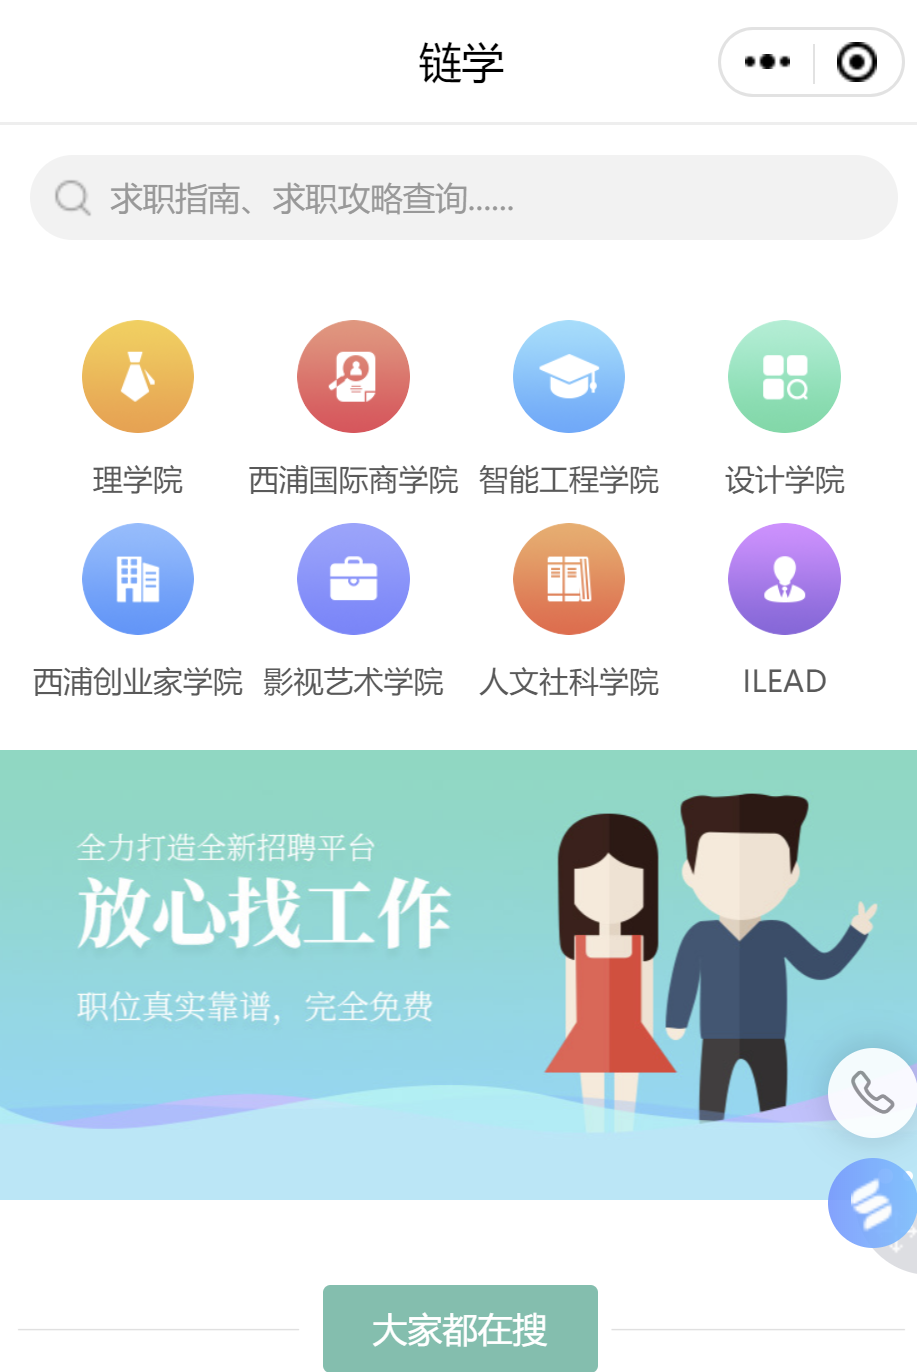 链学
求职指南、求职攻略查询......
理学院
西浦国际商学院
智能工程学院
设计学院
西浦创业家学院
影视艺术学院
人文社科学院
ILEAD
全力打造全新招聘平台
放心找工作
职位真实靠谱，完全免费
大家都在搜